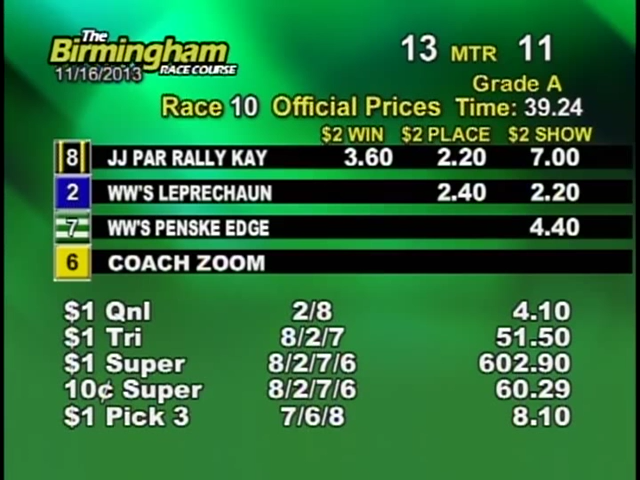 The
Birmingham
RACE COURSE
11/16/2013
13 MTR 11
Grade A
Race 10 Official Prices Time: 39.24
$2 WIN $2 PLACE $2 SHOW
8 JJ PAR RALLY KAY 3.60 2.20 7.00
2 WW'S LEPRECHAUN 2.40 2.20
7 WW'S PENSKE EDGE 4.40
6 COACH ZOOM
$1 Qnl 2/8 4.10
$1 Tri 8/2/7 51.50
$1 Super 8/2/7/6 602.90
10¢ Super 8/2/7/6 60.29
$1 Pick 3 7/6/8 8.10